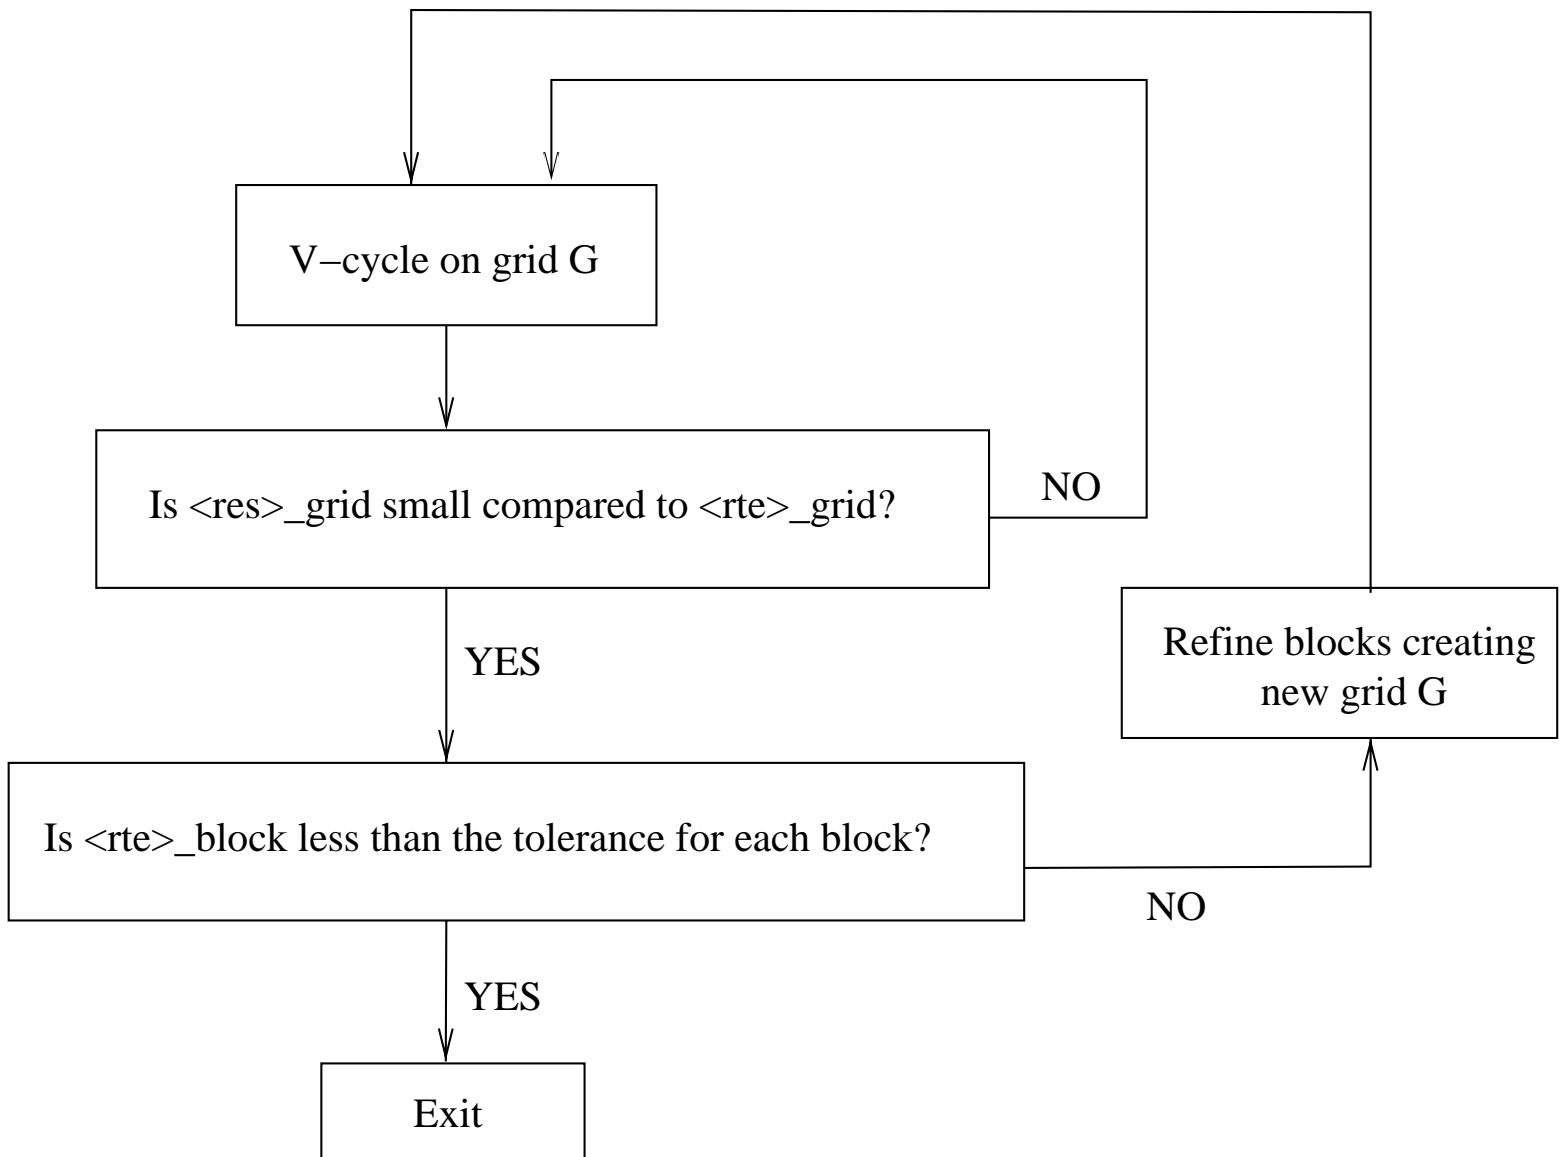 V−cycle on grid G
Is <res>_grid small compared to <rte>_grid?
NO
YES
Refine blocks creating
new grid G
Is <rte>_block less than the tolerance for each block?
NO
YES
Exit